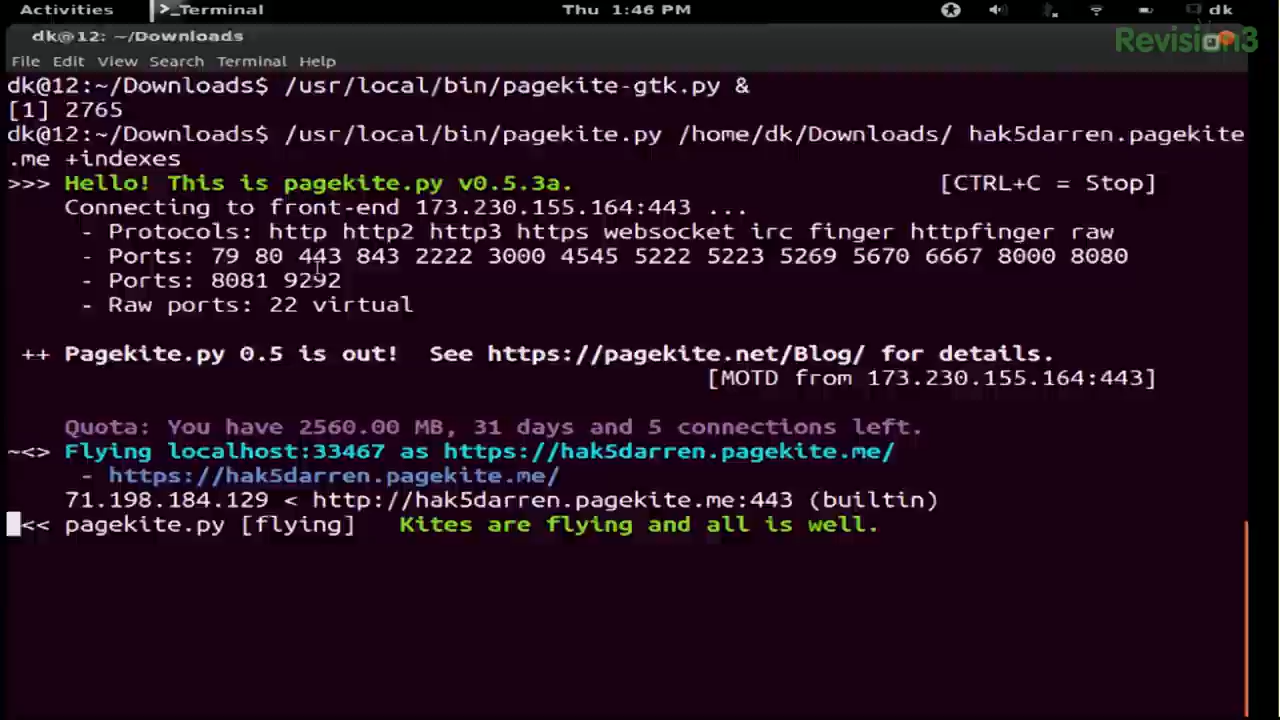 Activities >_Terminal Thu 1:46 PM dk
dk@12: ~/Downloads
Revision3
File Edit View Search Terminal Help
dk@12:~/Downloads$ /usr/local/bin/pagekite-gtk.py &
[1] 2765
dk@12:~/Downloads$ /usr/local/bin/pagekite.py /home/dk/Downloads/ hak5darren.pagekite
.me +indexes
>>> Hello! This is pagekite.py v0.5.3a. [CTRL+C = Stop]
Connecting to front-end 173.230.155.164:443 ...
- Protocols: http http2 http3 https websocket irc finger httpfinger raw
- Ports: 79 80 443 843 2222 3000 4545 5222 5223 5269 5670 6667 8000 8080
- Ports: 8081 9292
- Raw ports: 22 virtual
++ Pagekite.py 0.5 is out! See https://pagekite.net/Blog/ for details.
[MOTD from 173.230.155.164:443]
Quota: You have 2560.00 MB, 31 days and 5 connections left.
~<> Flying localhost:33467 as https://hak5darren.pagekite.me/
- https://hak5darren.pagekite.me/
71.198.184.129 < http://hak5darren.pagekite.me:443 (builtin)
<< pagekite.py [flying] Kites are flying and all is well.